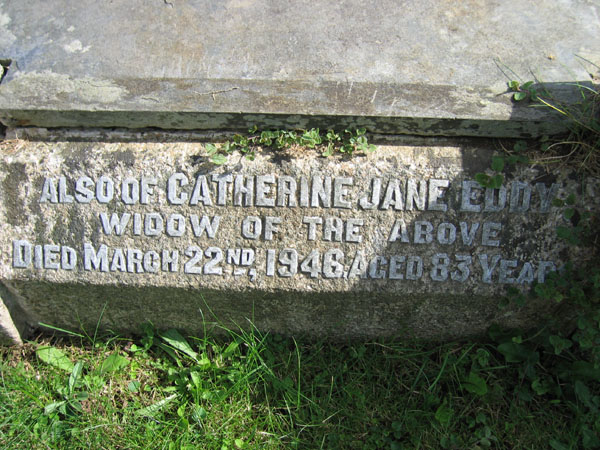 ALSO OF CATHERINE JANE EDDY
WIDOW OF THE ABOVE
DIED MARCH 22ND, 1946. AGED 83 YEARS